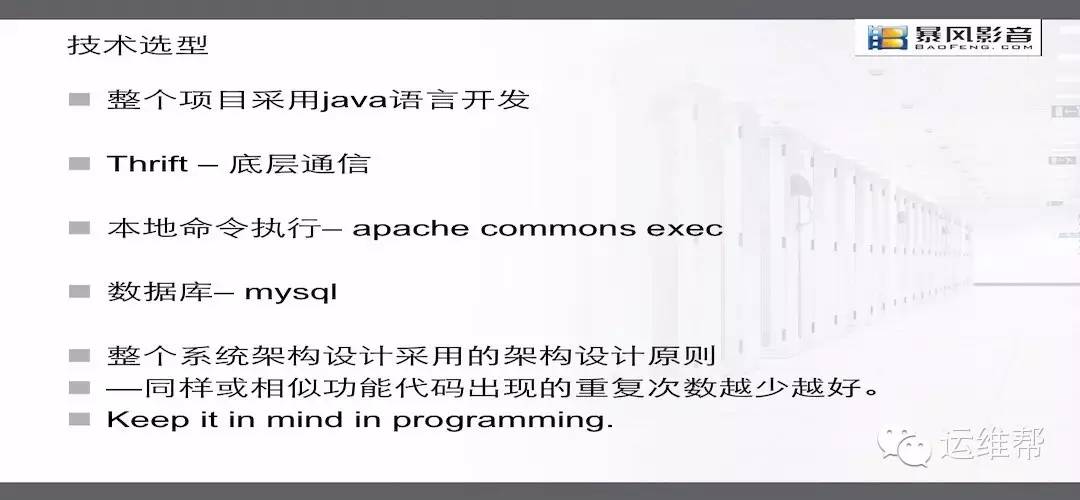 技术选型
暴风影音
BAOFENG.COM
整个项目采用java语言开发
Thrift – 底层通信
本地命令执行– apache commons exec
数据库– mysql
整个系统架构设计采用的架构设计原则
—同样或相似功能代码出现的重复次数越少越好。
Keep it in mind in programming.
运维帮